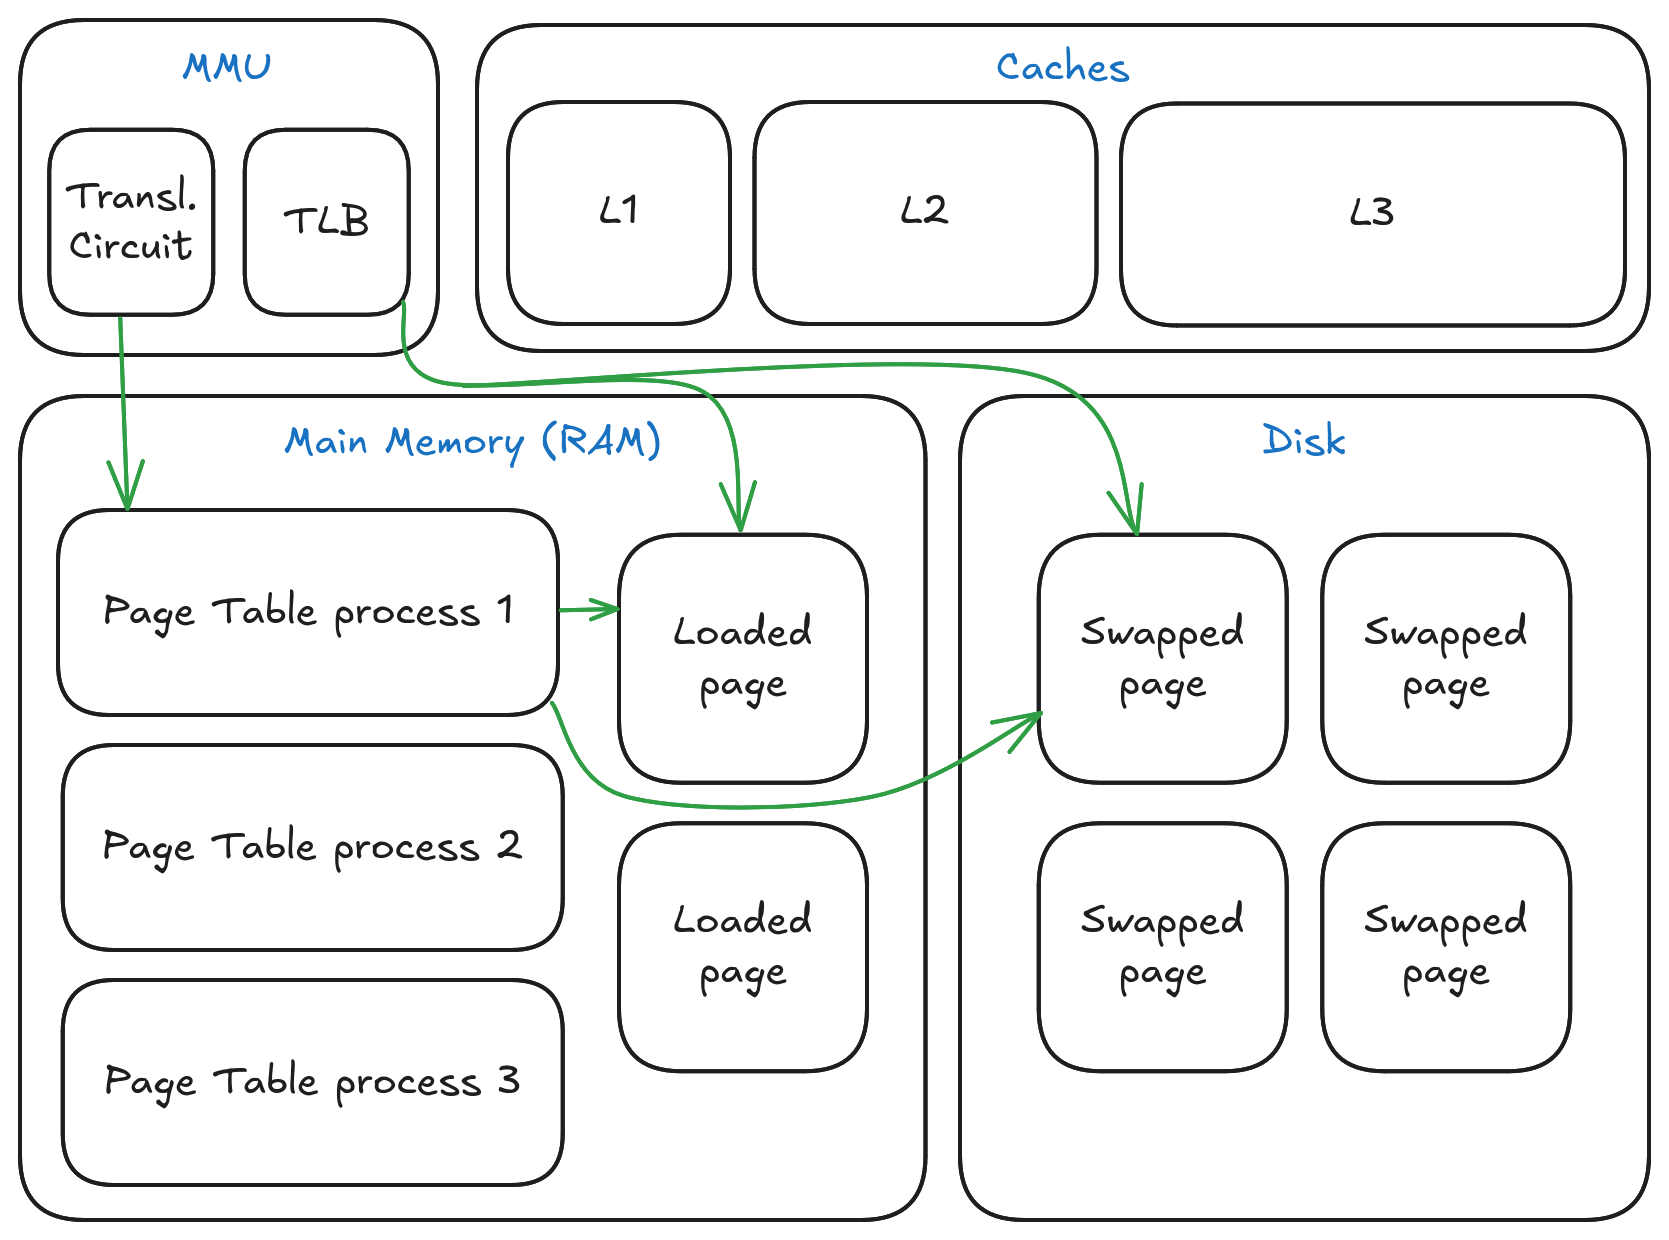 MMU
Transl.
Circuit
TLB
Caches
L1
L2
L3
Main Memory (RAM)
Page Table process 1
Page Table process 2
Page Table process 3
Loaded
page
Loaded
page
Disk
Swapped
page
Swapped
page
Swapped
page
Swapped
page